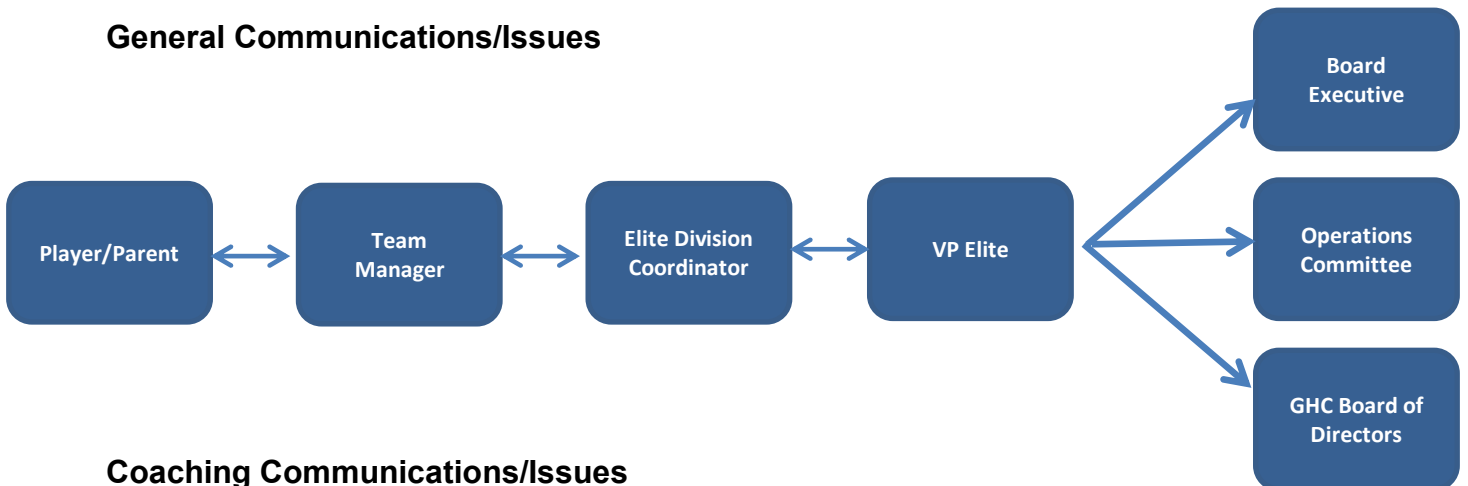 General Communications/Issues
Board
Executive
Player/Parent
Team
Manager
Elite Division
Coordinator
VP Elite
Operations
Committee
GHC Board of
Directors
Coaching Communications/Issues